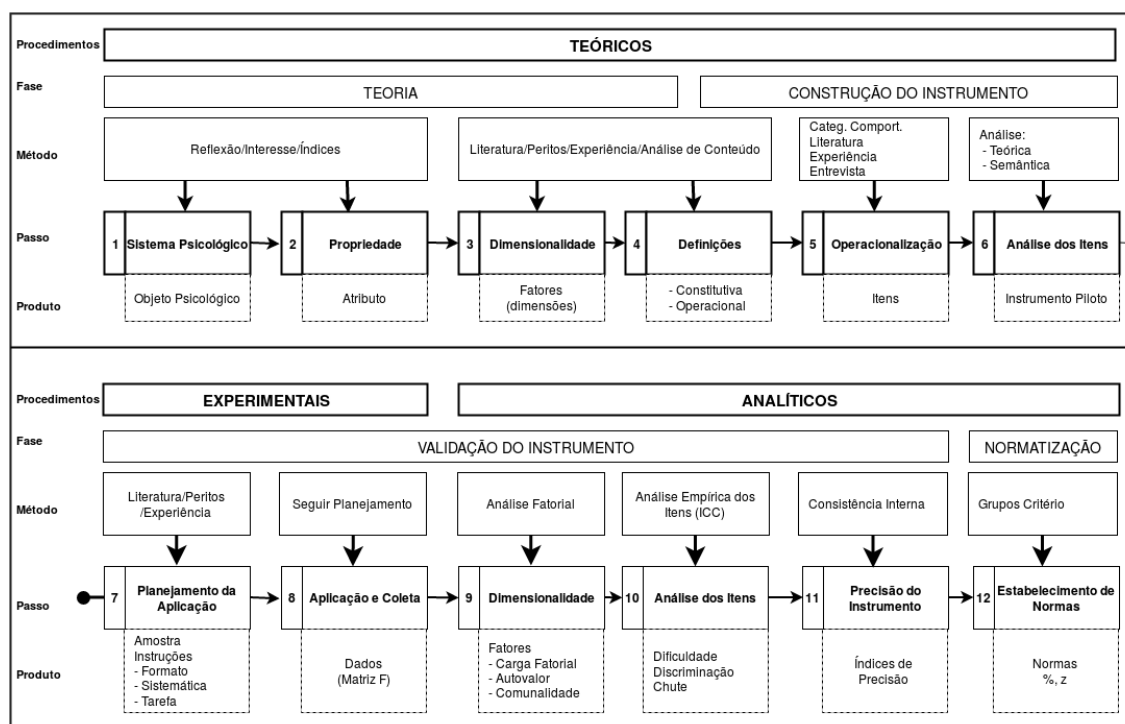 Procedimentos
TEÓRICOS
Fase
TEORIA
CONSTRUÇÃO DO INSTRUMENTO
Método
Reflexão/Interesse/Índices
Literatura/Peritos/Experiência/Análise de Conteúdo
Categ. Comport.
Literatura
Experiência
Entrevista
Análise:
- Teórica
- Semântica
Passo
1 Sistema Psicológico
2 Propriedade
3 Dimensionalidade
4 Definições
5 Operacionalização
6 Análise dos Itens
Produto
Objeto Psicológico
Atributo
Fatores
(dimensões)
- Constitutiva
- Operacional
Itens
Instrumento Piloto
Procedimentos
EXPERIMENTAIS
ANALÍTICOS
Fase
VALIDAÇÃO DO INSTRUMENTO
NORMATIZAÇÃO
Método
Literatura/Peritos
/Experiência
Seguir Planejamento
Análise Fatorial
Análise Empírica dos
Itens (ICC)
Consistência Interna
Grupos Critério
Passo
7 Planejamento da
Aplicação
8 Aplicação e Coleta
9 Dimensionalidade
10 Análise dos Itens
11 Precisão do
Instrumento
12 Estabelecimento de
Normas
Produto
Amostra
Instruções
- Formato
- Sistemática
- Tarefa
Dados
(Matriz F)
Fatores
- Carga Fatorial
- Autovalor
- Comunalidade
Dificuldade
Discriminação
Chute
Índices de
Precisão
Normas
%, z